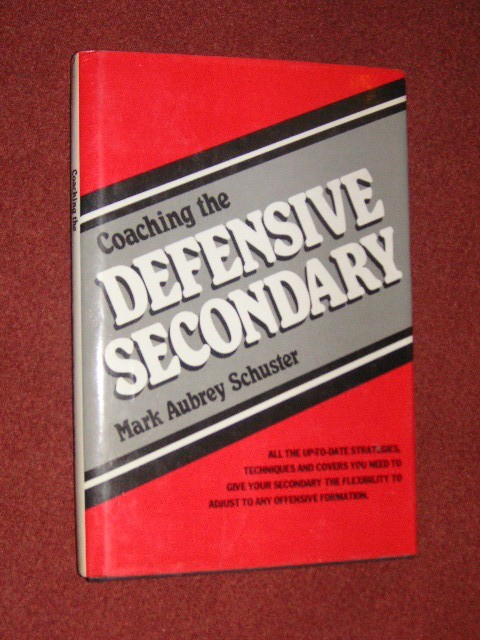 Coaching the
Coaching the
DEFENSIVE
SECONDARY
Mark Aubrey Schuster
ALL THE UP-TO-DATE STRATEGIES,
TECHNIQUES AND COVERS YOU NEED TO
GIVE YOUR SECONDARY THE FLEXIBILITY TO
ADJUST TO ANY OFFENSIVE FORMATION.